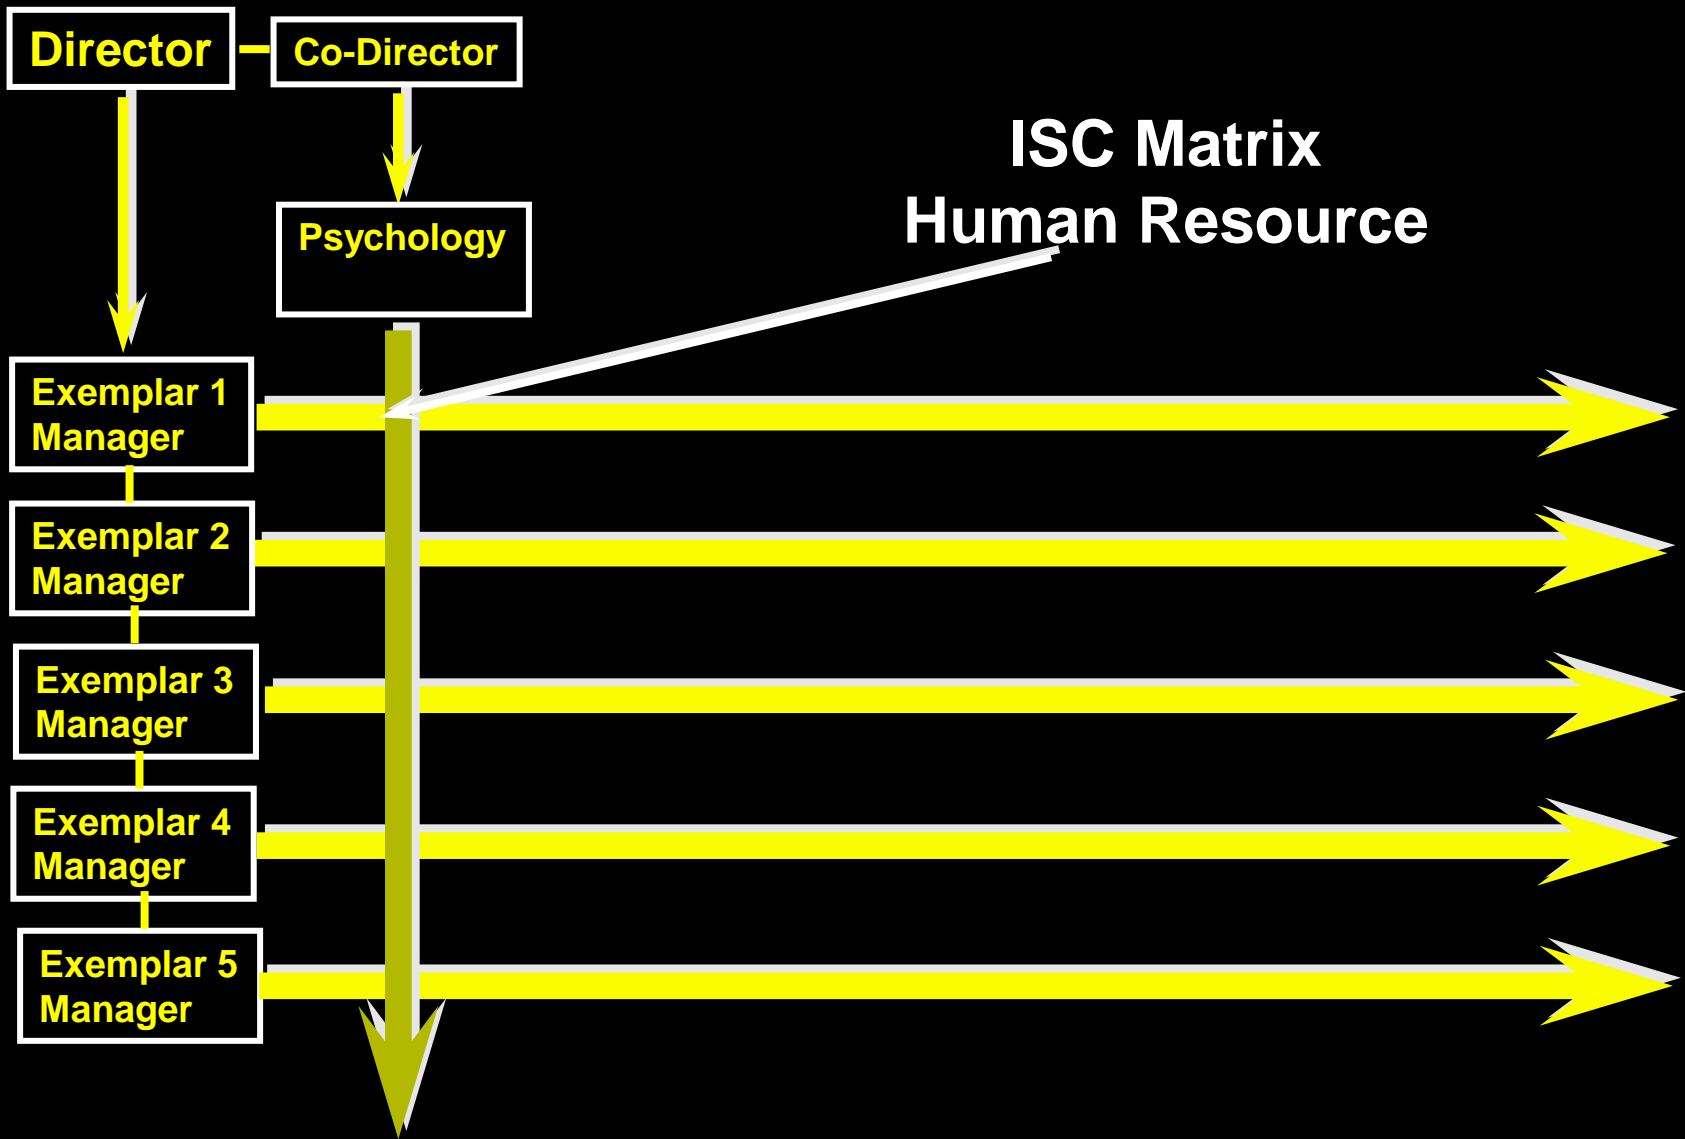 Director
Co-Director
ISC Matrix
Human Resource
Psychology
Exemplar 1
Manager
Exemplar 2
Manager
Exemplar 3
Manager
Exemplar 4
Manager
Exemplar 5
Manager